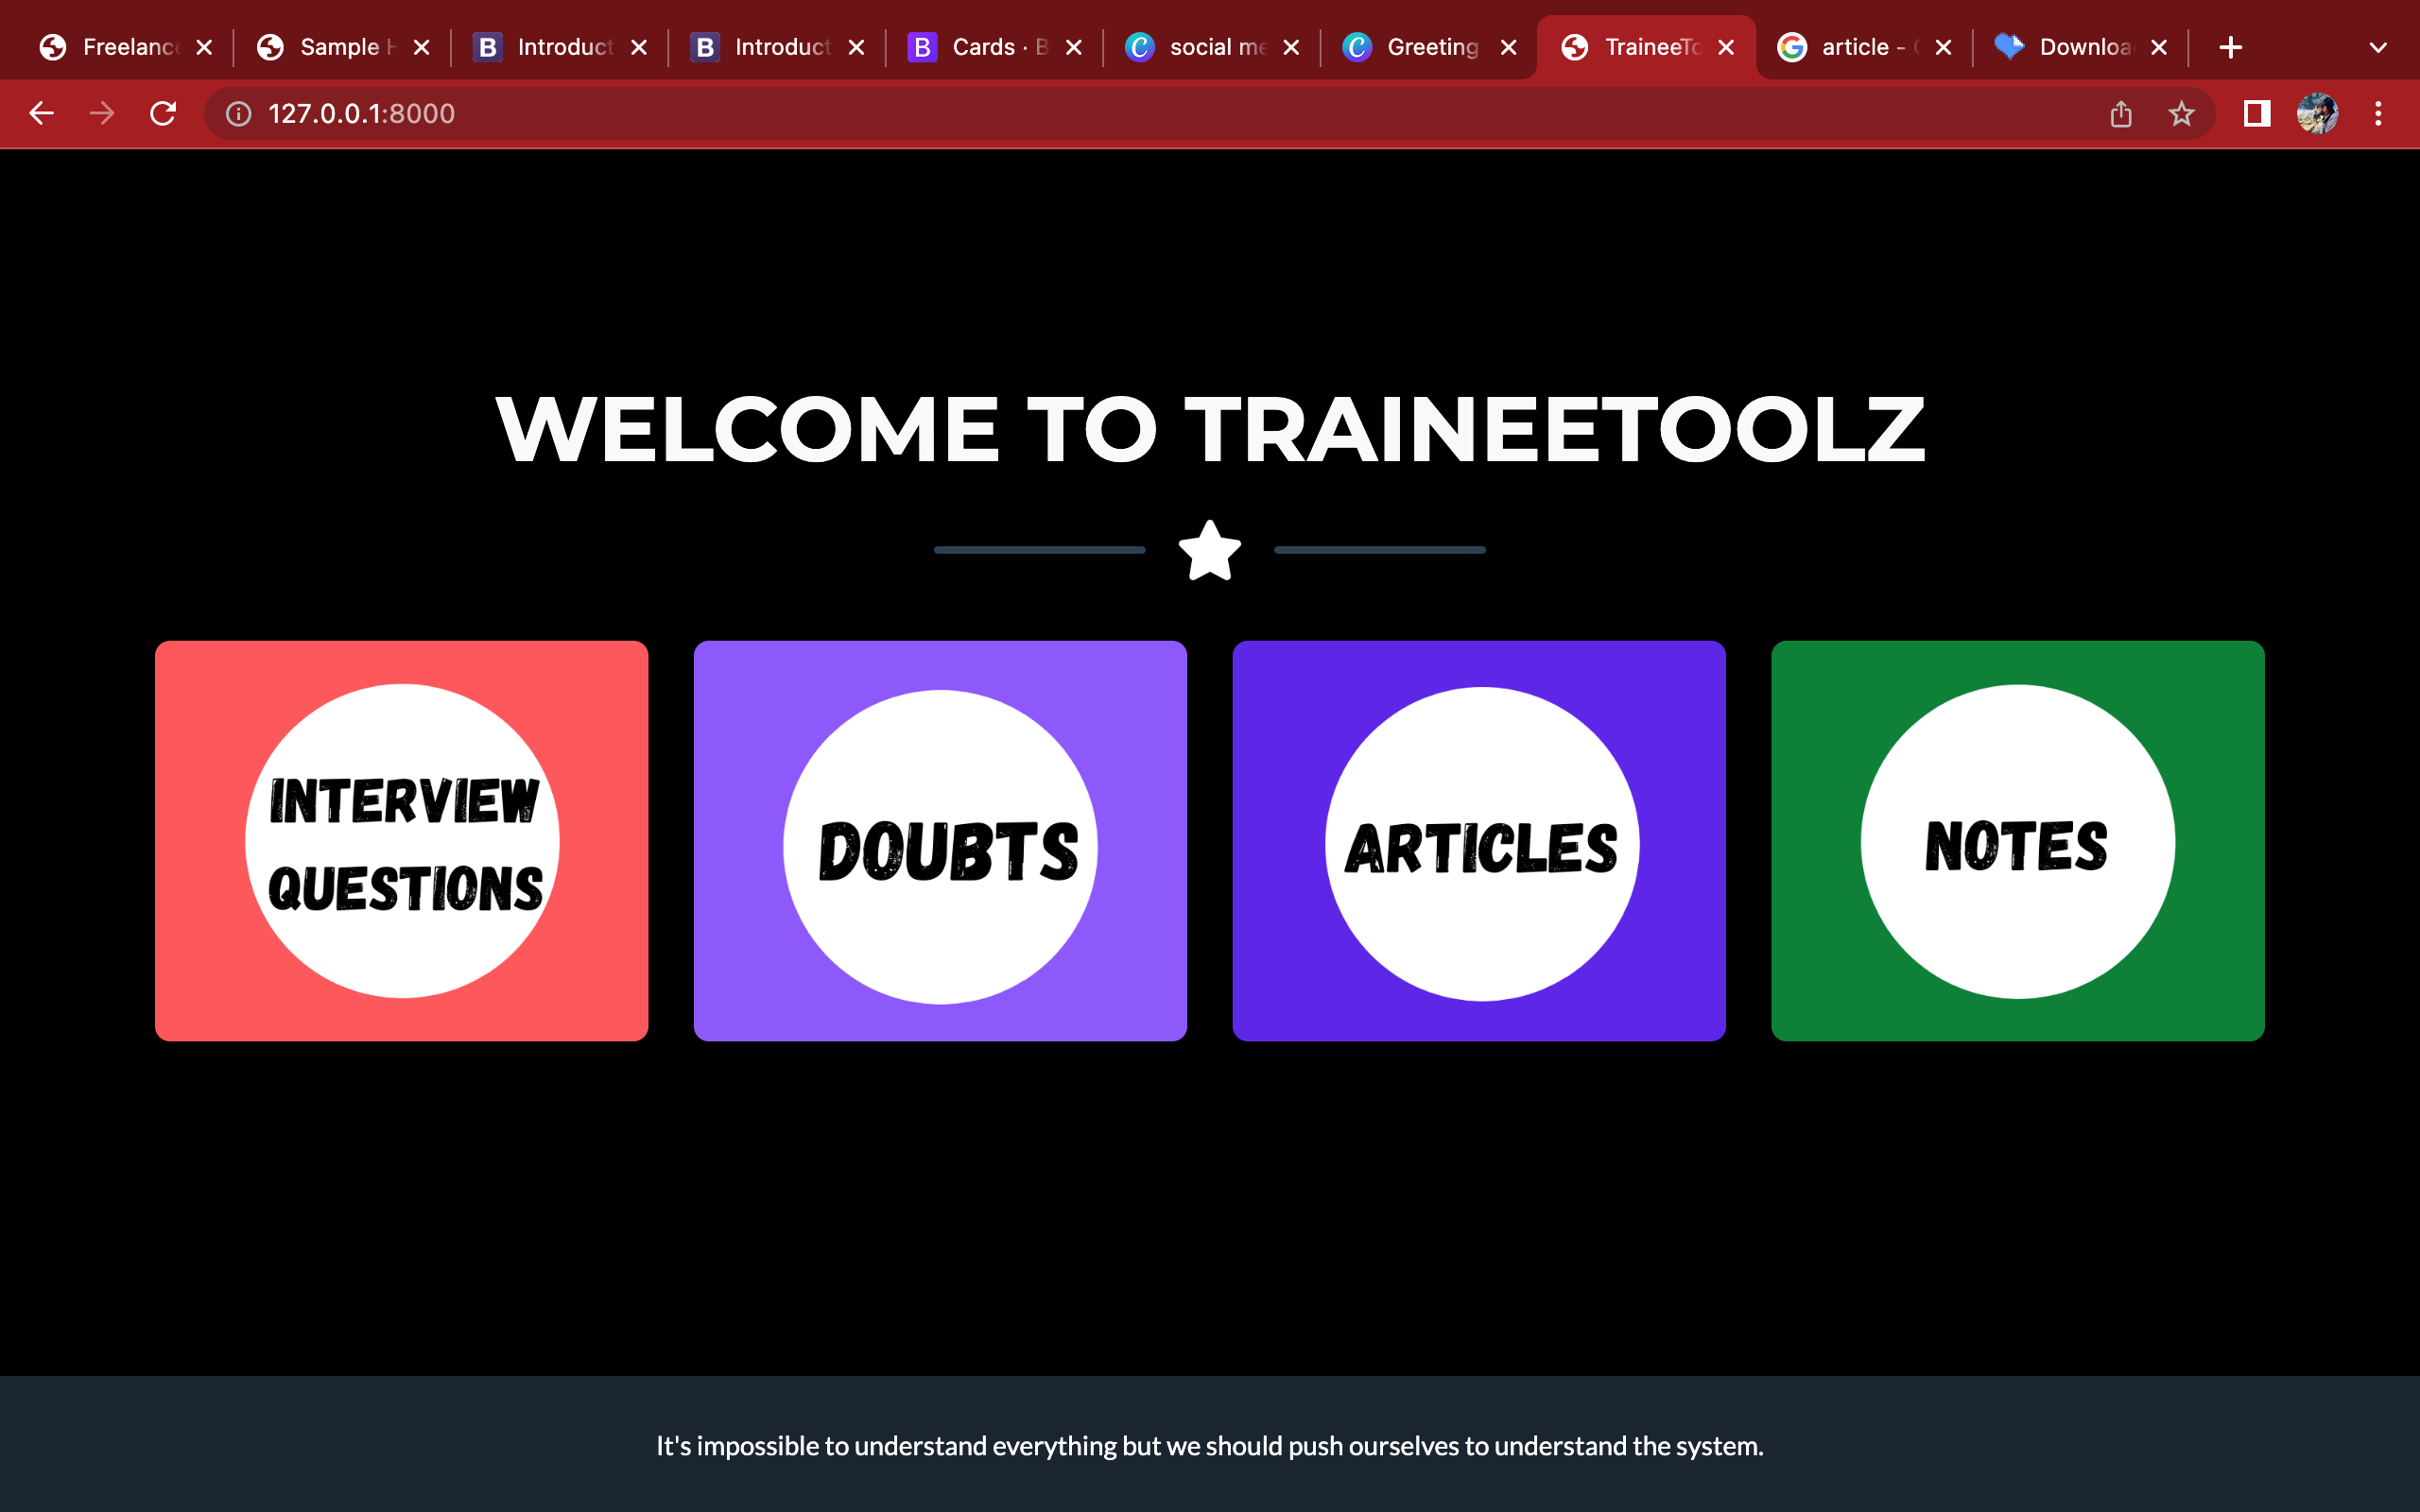 Freelanc
Sample
Introduct
Introduct
Cards · B
social me
Greeting
TraineeTo
article -
Downloa
127.0.0.1:8000
WELCOME TO TRAINEETOOLZ
INTERVIEW
QUESTIONS
DOUBTS
ARTICLES
NOTES
It's impossible to understand everything but we should push ourselves to understand the system.